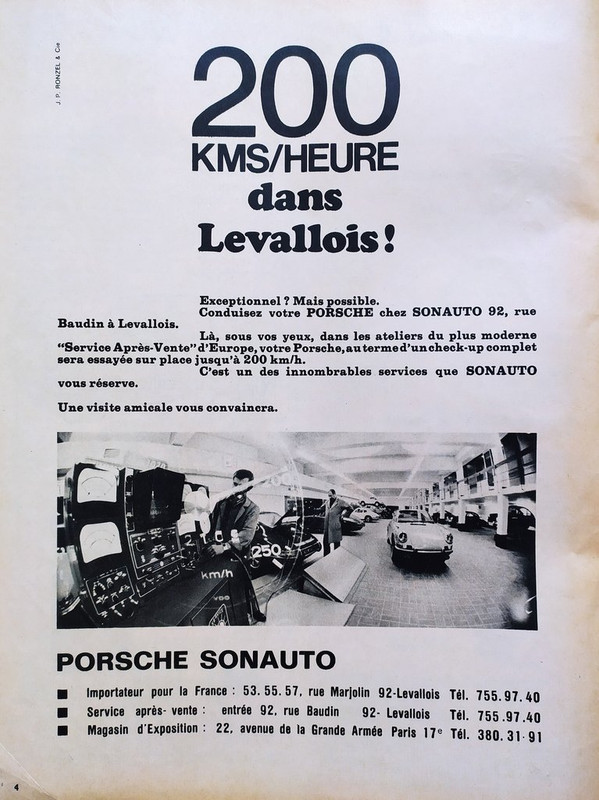 J. P. RONZEL & Cie
200
KMS/HEURE
dans
Levallois!
Exceptionnel ? Mais possible.
Conduisez votre PORSCHE chez SONAUTO 92, rue
Baudin à Levallois.
Là, sous vos yeux, dans les ateliers du plus moderne
“Service Après-Vente” d'Europe, votre Porsche, au terme d'un check-up complet
sera essayée sur place jusqu'à 200 km/h.
C'est un des innombrables services que SONAUTO
vous réserve.
Une visite amicale vous convaincra.
200
250
km/h
VDO
PORSCHE SONAUTO
■ Importateur pour la France : 53.55.57, rue Marjolin 92-Levallois Tél. 755.97.40
■ Service après-vente : entrée 92, rue Baudin 92- Levallois Tél. 755.97.40
■ Magasin d'Exposition : 22, avenue de la Grande Armée Paris 17e Tél. 380.31-91
4